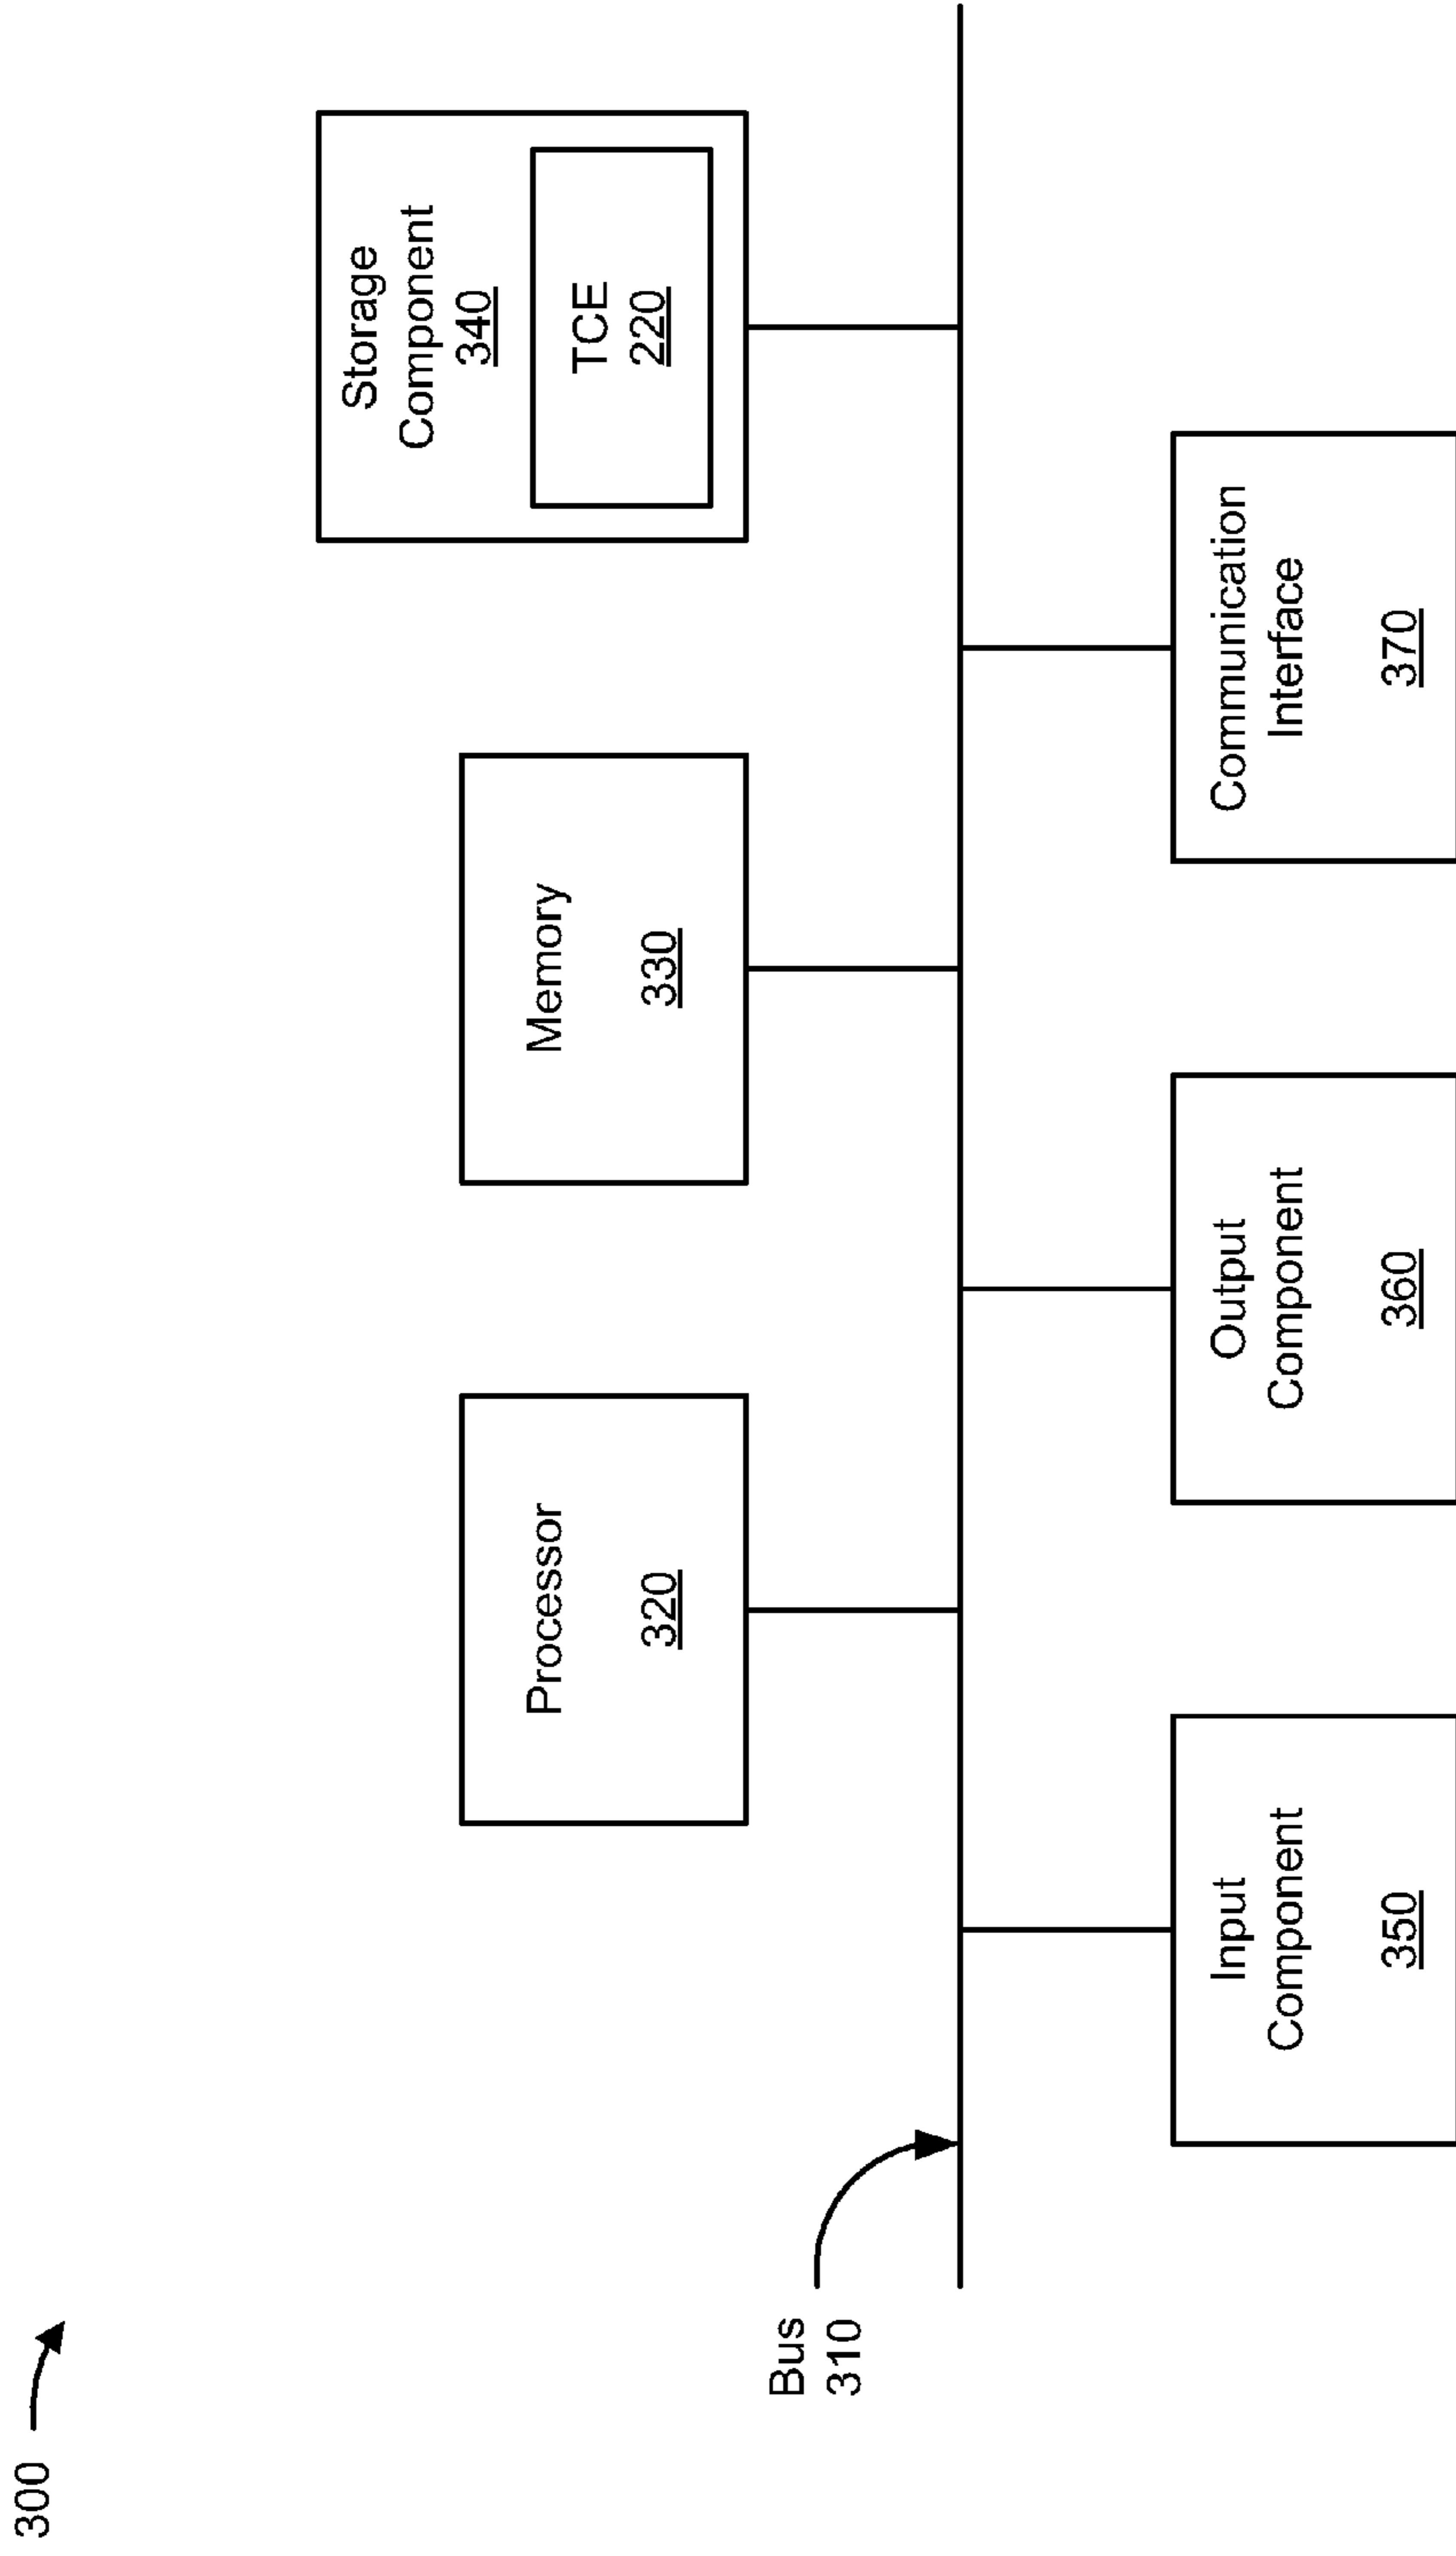 300
Processor
320
Memory
330
Storage
Component
340
TCE
220
Bus
310
Input
Component
350
Output
Component
360
Communication
Interface
370